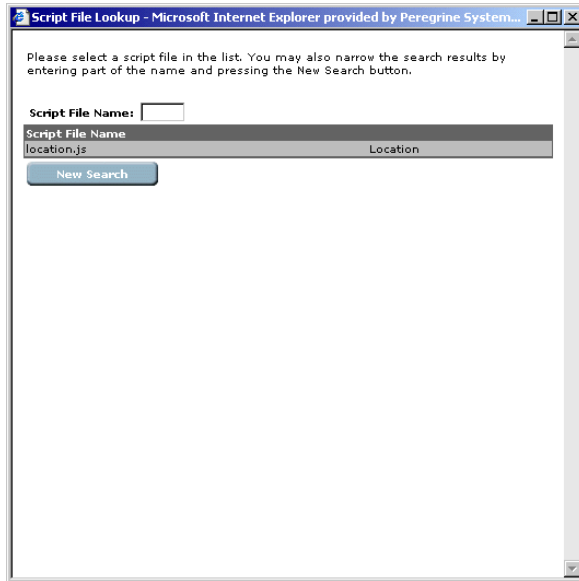 Script File Lookup - Microsoft Internet Explorer provided by Peregrine System...
Please select a script file in the list. You may also narrow the search results by
entering part of the name and pressing the New Search button.
Script File Name:
Script File Name
location.js Location
New Search